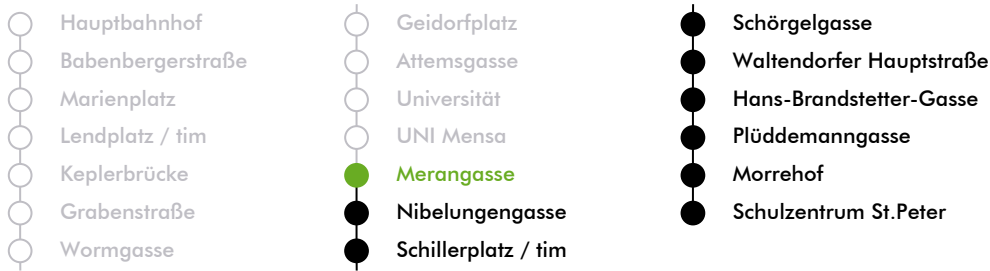 Hauptbahnhof
Babenbergerstraße
Marienplatz
Lendplatz / tim
Keplerbrücke
Grabenstraße
Wormgasse
Geidorfplatz
Attemsgasse
Universität
UNI Mensa
Merangasse
Nibelungengasse
Schillerplatz / tim
Schörgelgasse
Waltendorfer Hauptstraße
Hans-Brandstetter-Gasse
Plüddemanngasse
Morrehof
Schulzentrum St.Peter